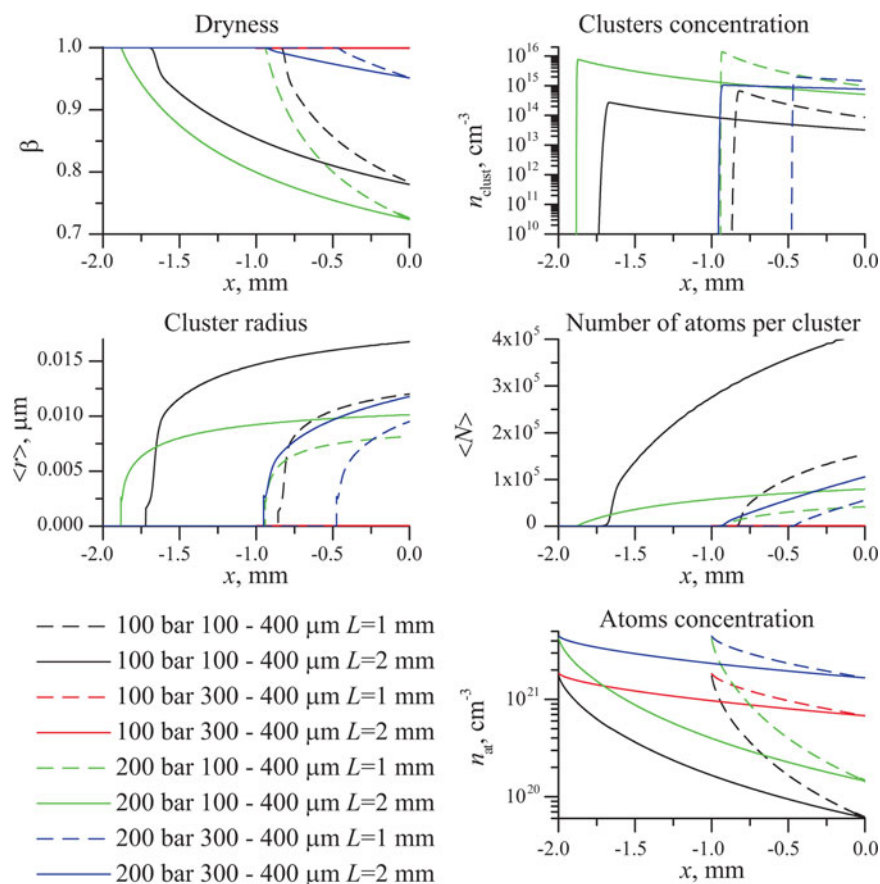 Dryness
1.0
0.9
0.8
0.7
β
-2.0 -1.5 -1.0 -0.5 0.0
x, mm
Clusters concentration
10^16
10^15
10^14
10^13
10^12
10^11
10^10
n_clust, cm^-3
-2.0 -1.5 -1.0 -0.5 0.0
x, mm
Cluster radius
0.015
0.010
0.005
0.000
<r>, μm
-2.0 -1.5 -1.0 -0.5 0.0
x, mm
Number of atoms per cluster
4x10^5
3x10^5
2x10^5
1x10^5
0
<N>
-2.0 -1.5 -1.0 -0.5 0.0
x, mm
100 bar 100 - 400 μm L=1 mm
100 bar 100 - 400 μm L=2 mm
100 bar 300 - 400 μm L=1 mm
100 bar 300 - 400 μm L=2 mm
200 bar 100 - 400 μm L=1 mm
200 bar 100 - 400 μm L=2 mm
200 bar 300 - 400 μm L=1 mm
200 bar 300 - 400 μm L=2 mm
Atoms concentration
10^21
10^20
n_at, cm^-3
-2.0 -1.5 -1.0 -0.5 0.0
x, mm